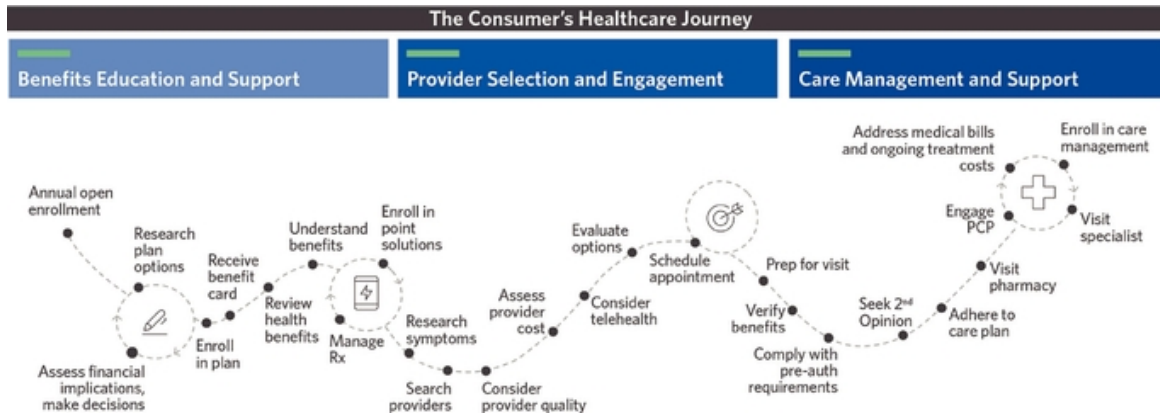 The Consumer's Healthcare Journey
Benefits Education and Support
Provider Selection and Engagement
Care Management and Support
Annual open
enrollment
Research
plan
options
Assess financial
implications,
make decisions
Enroll
in plan
Receive
benefit
card
Review
health
benefits
Understand
benefits
Manage
Rx
Enroll in
point
solutions
Research
symptoms
Search
providers
Consider
provider quality
Assess
provider
cost
Consider
telehealth
Evaluate
options
Schedule
appointment
Prep for visit
Verify
benefits
Comply with
pre-auth
requirements
Seek 2nd
Opinion
Adhere to
care plan
Visit
pharmacy
Engage
PCP
Address medical bills
and ongoing treatment
costs
Enroll in care
management
Visit
specialist